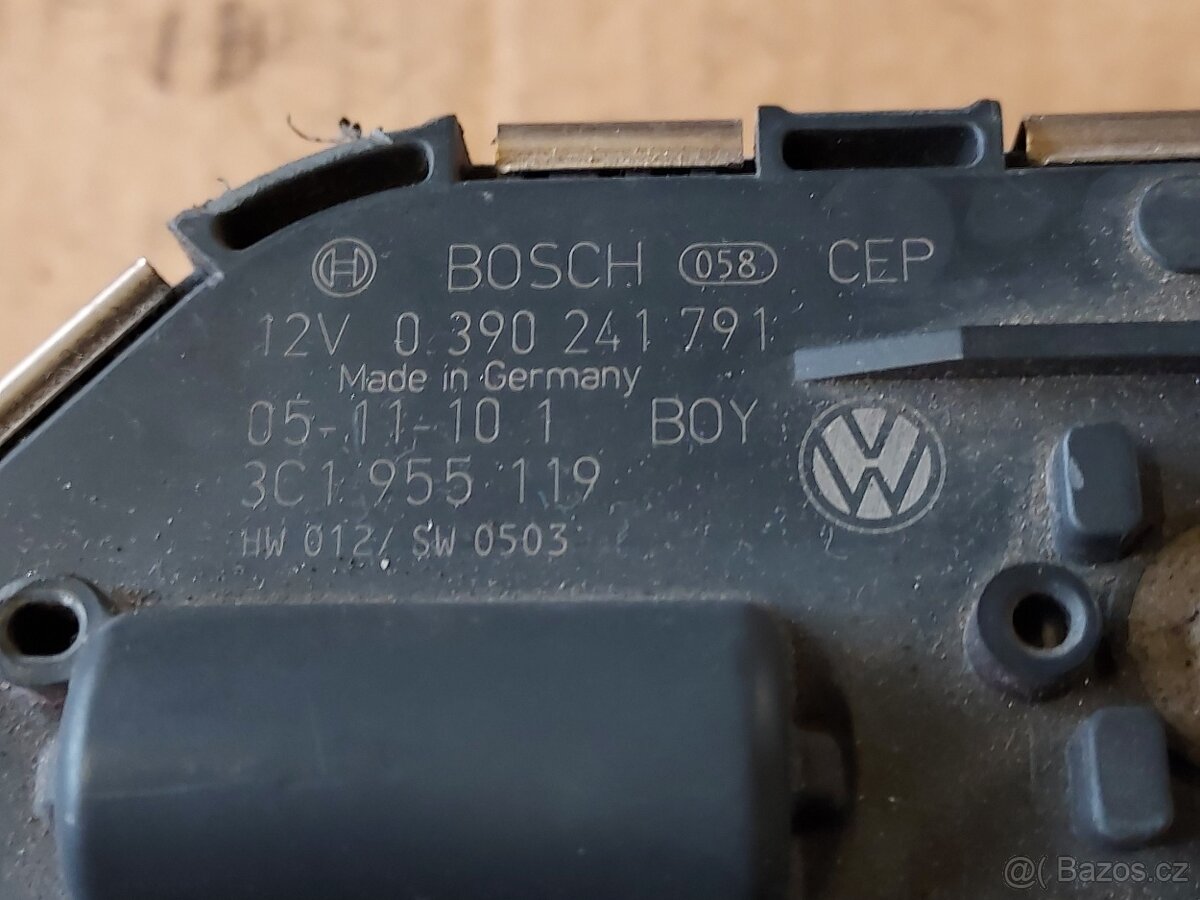 BOSCH 058 CEP
12V 0 390 241 791
Made in Germany
05-11-10 1 BOY
3C1 955 119
HW 012/ SW 0503
@( Bazos.cz